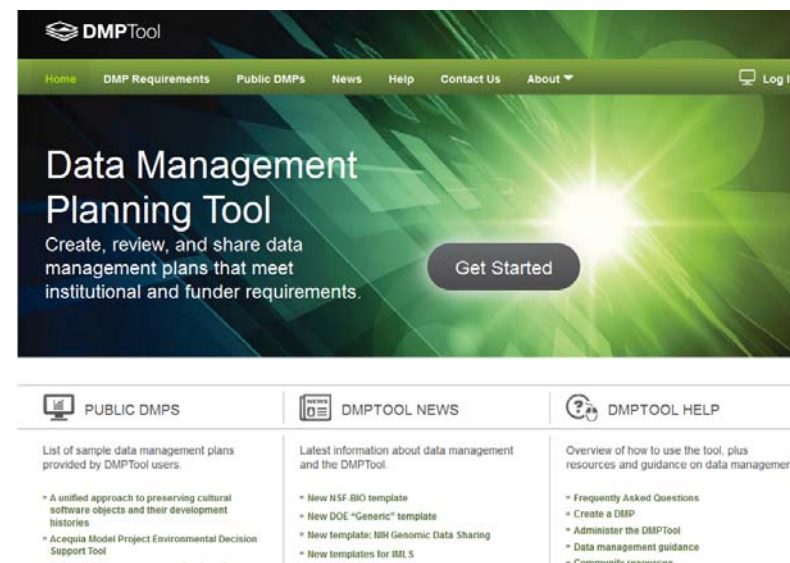 DMPTool
Home DMP Requirements Public DMPs News Help Contact Us About Log I
Data Management
Planning Tool
Create, review, and share data
management plans that meet
institutional and funder requirements.
Get Started
PUBLIC DMPS
List of sample data management plans
provided by DMPTool users.
A unified approach to preserving cultural
software objects and their development
histories
Acequia Model Project Environmental Decision
Support Tool
NEWS
DMPTOOL NEWS
Latest information about data management
and the DMPTool.
New NSF-BIO template
New DOE "Generic" template
New template: NIH Genomic Data Sharing
New templates for IMLS
DMPTOOL HELP
Overview of how to use the tool, plus
resources and guidance on data managemen
Frequently Asked Questions
Create a DMP
Administer the DMPTool
Data management guidance
Community resources